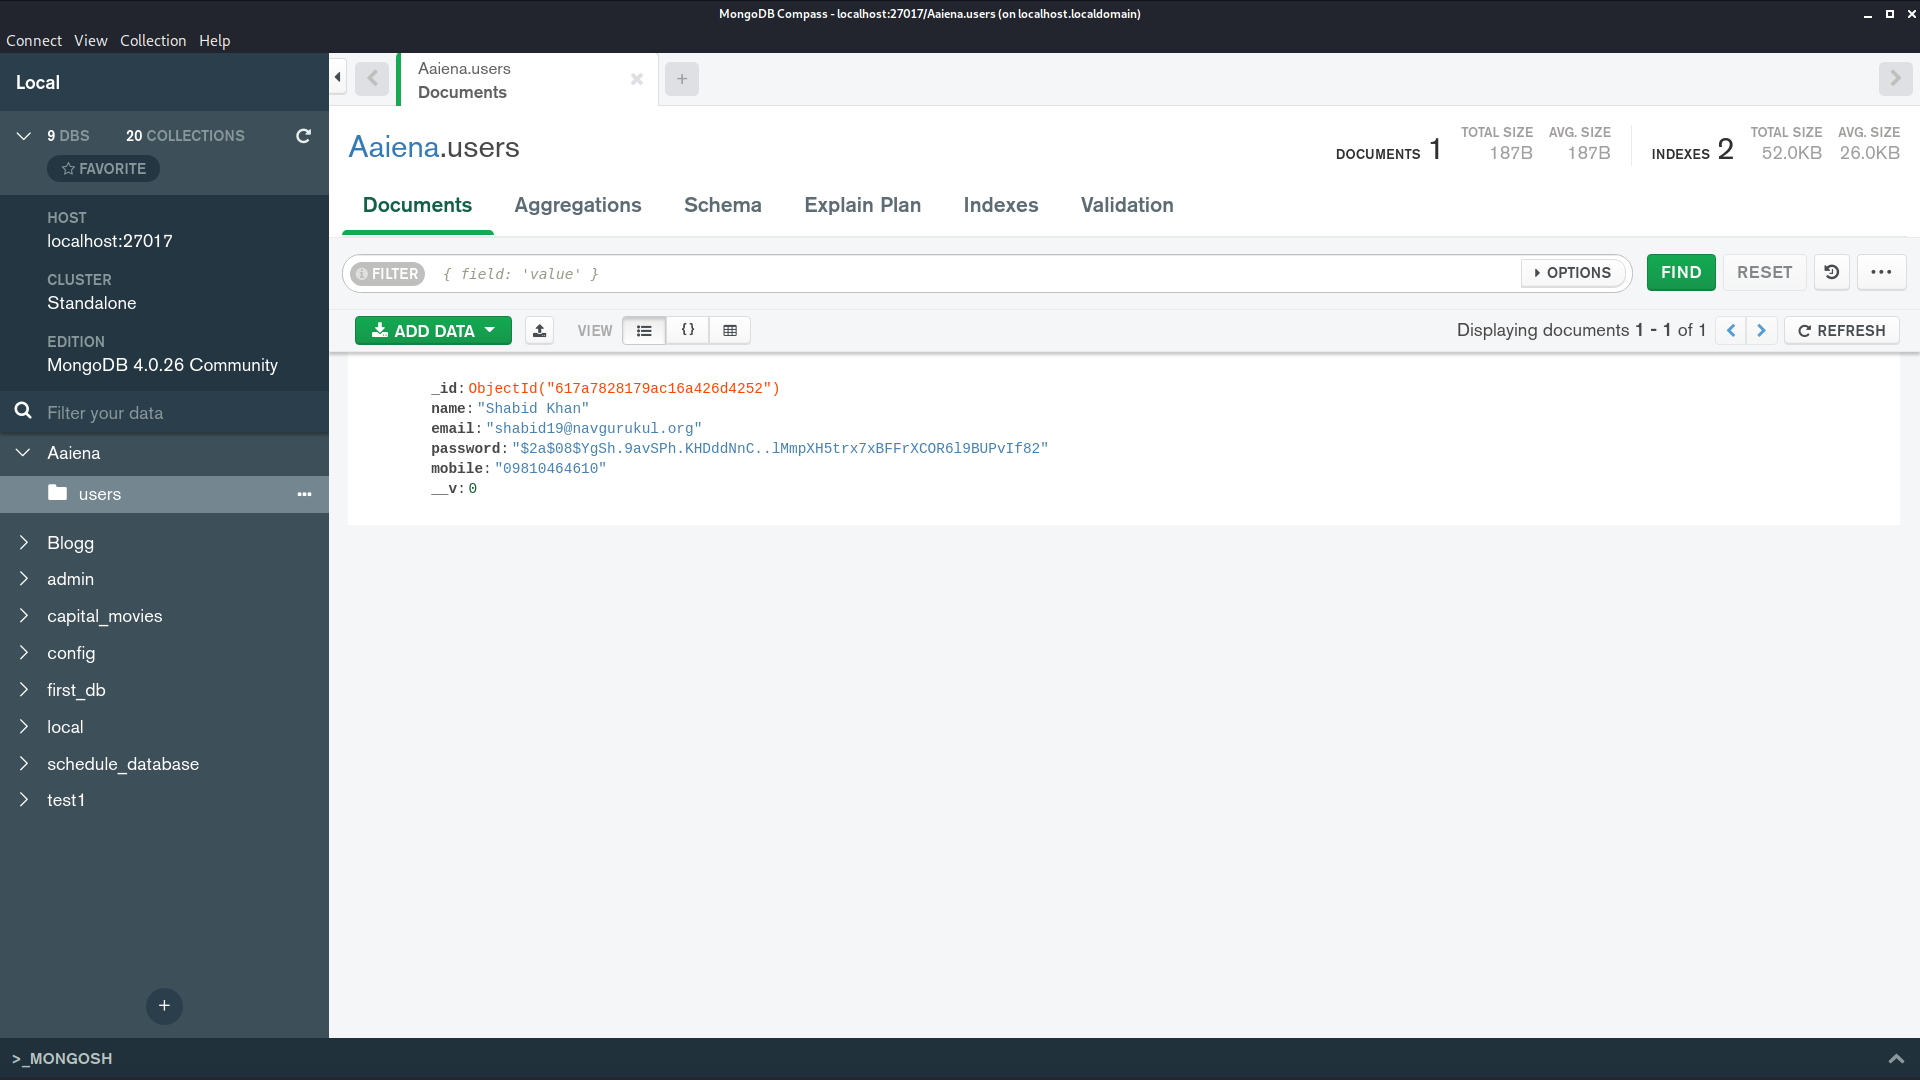 MongoDB Compass - localhost:27017/Aaiena.users (on localhost.localdomain)
Connect View Collection Help
Local
9 DBS 20 COLLECTIONS
FAVORITE
HOST
localhost:27017
CLUSTER
Standalone
EDITION
MongoDB 4.0.26 Community
Filter your data
Aaiena
users
Blogg
admin
capital_movies
config
first_db
local
schedule_database
test1
+
Aaiena.users
Documents
+
Aaiena.users
DOCUMENTS 1 TOTAL SIZE 187B AVG. SIZE 187B
INDEXES 2 TOTAL SIZE 52.0KB AVG. SIZE 26.0KB
Documents Aggregations Schema Explain Plan Indexes Validation
FILTER { field: 'value' } OPTIONS FIND RESET
ADD DATA VIEW {} Displaying documents 1 - 1 of 1 REFRESH
_id: ObjectId("617a7828179ac16a426d4252")
name: "Shabid Khan"
email: "shabid19@navgurukul.org"
password: "$2a$08$YgSh.9avSPh.KHDddNnC..lMmpXH5trx7xBFFrXCOR6l9BUPvIf82"
mobile: "09810464610"
__v: 0
>_MONGOSH